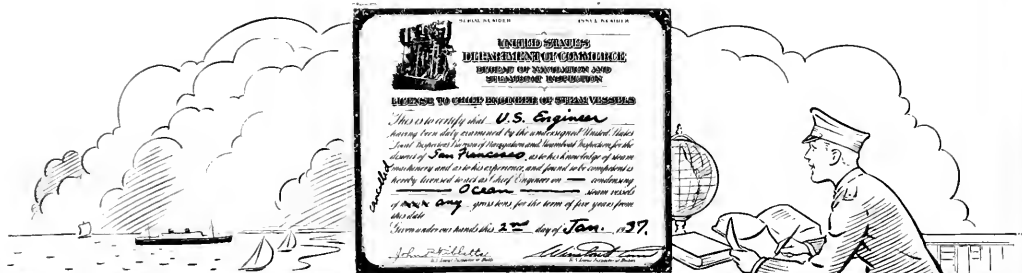 SERIAL NUMBER ISSUE NUMBER
UNITED STATES
DEPARTMENT OF COMMERCE
BUREAU OF NAVIGATION AND
STEAMBOAT INSPECTION
LICENSE TO CHIEF ENGINEER OF STEAM VESSELS
This is to certify that U.S. Engineer
having been duly examined by the undersigned United States
Local Inspectors Bureau of Navigation and Steamboat Inspection, for the
district of San Francisco, as to his knowledge of steam
machinery and as to his experience, and found to be competent is
hereby licensed to act as Chief Engineer on — condensing
Ocean steam vessels
of xxx any gross tons, for the term of five years from
this date
Given under our hands this 2nd day of Jan. 1937.
cancelled